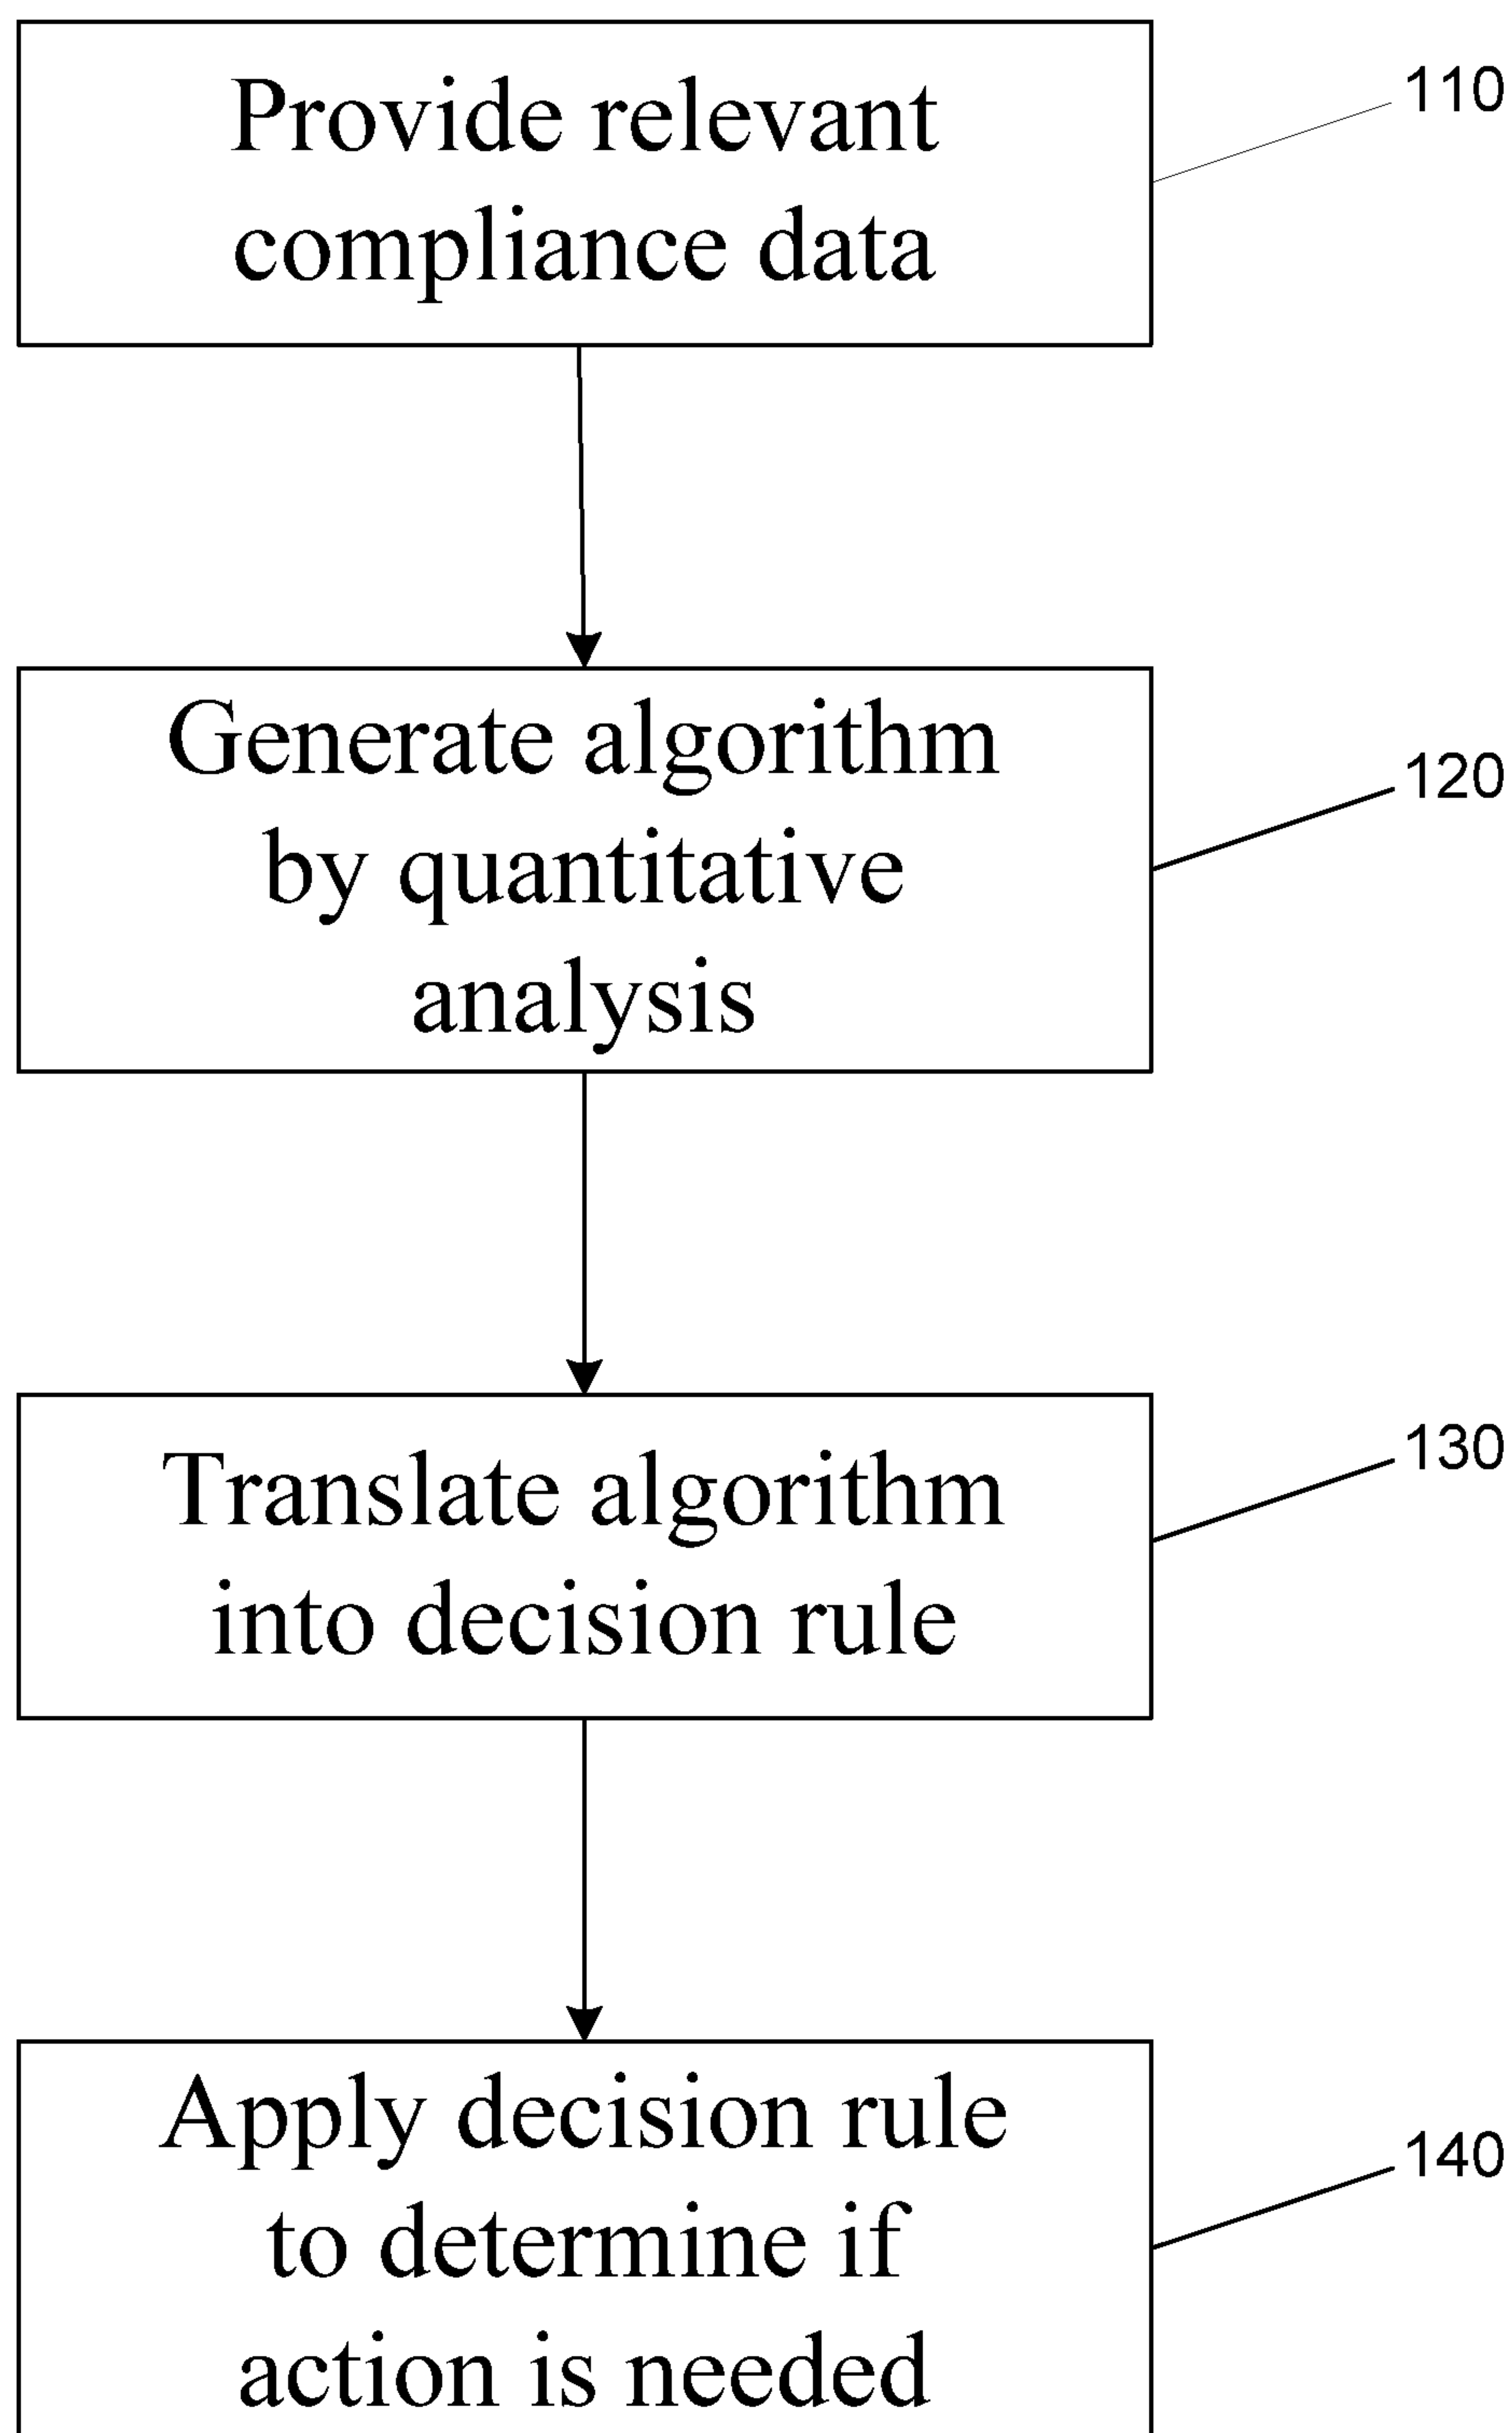 Provide relevant
compliance data
110
Generate algorithm
by quantitative
analysis
120
Translate algorithm
into decision rule
130
Apply decision rule
to determine if
action is needed
140